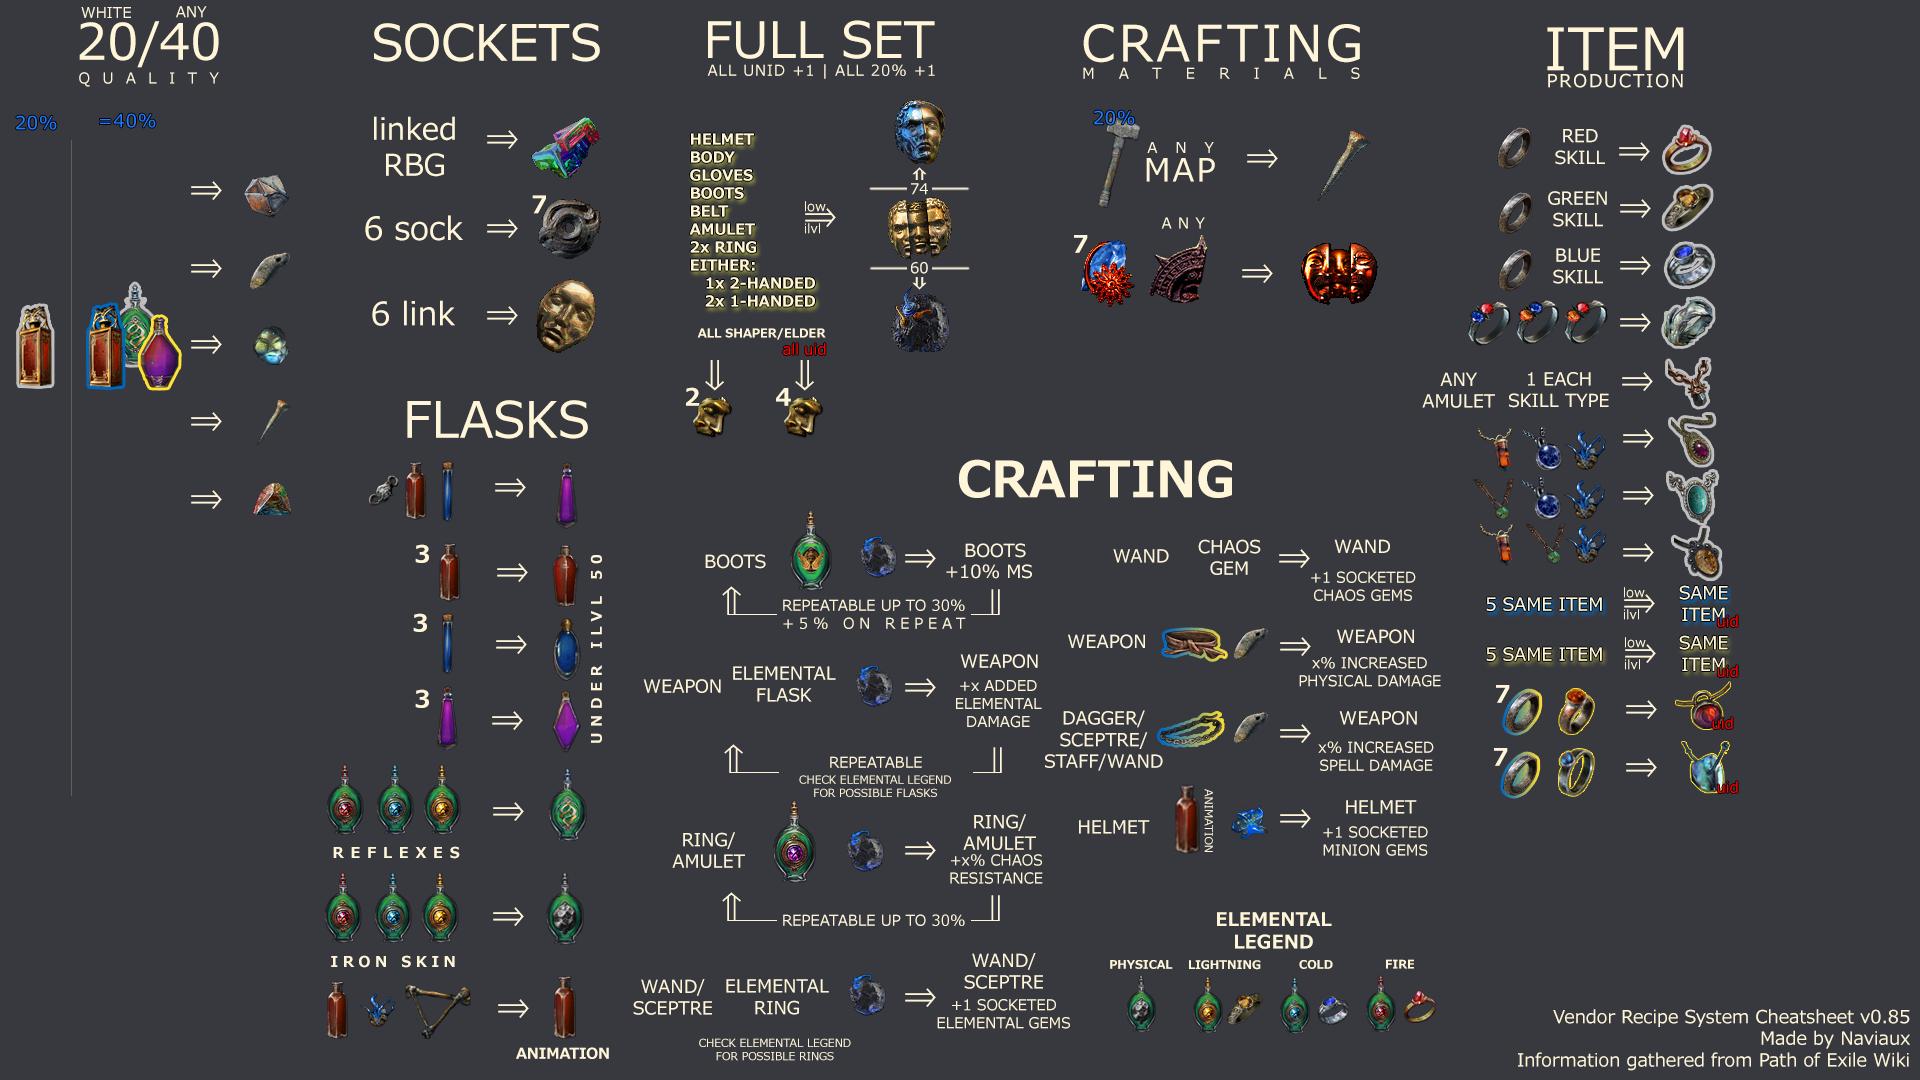 WHITE ANY
20/40
QUALITY
20% =40%
SOCKETS
linked
RBG
6 sock
7
6 link
FLASKS
3
3
3
UNDER ILVL 50
REFLEXES
IRON SKIN
ANIMATION
FULL SET
ALL UNID +1 | ALL 20% +1
HELMET
BODY
GLOVES
BOOTS
BELT
AMULET
2x RING
EITHER:
1x 2-HANDED
2x 1-HANDED
low
ilvl
74
60
ALL SHAPER/ELDER
all uid
2 4
CRAFTING
MATERIALS
20%
ANY
MAP
ANY
7
CRAFTING
BOOTS
BOOTS
+10% MS
REPEATABLE UP TO 30%
+5% ON REPEAT
WEAPON
ELEMENTAL
FLASK
WEAPON
+x ADDED
ELEMENTAL
DAMAGE
REPEATABLE
CHECK ELEMENTAL LEGEND
FOR POSSIBLE FLASKS
RING/
AMULET
RING/
AMULET
+x% CHAOS
RESISTANCE
REPEATABLE UP TO 30%
WAND/
SCEPTRE
ELEMENTAL
RING
WAND/
SCEPTRE
+1 SOCKETED
ELEMENTAL GEMS
CHECK ELEMENTAL LEGEND
FOR POSSIBLE RINGS
WAND
CHAOS
GEM
WAND
+1 SOCKETED
CHAOS GEMS
WEAPON
WEAPON
x% INCREASED
PHYSICAL DAMAGE
DAGGER/
SCEPTRE/
STAFF/WAND
WEAPON
x% INCREASED
SPELL DAMAGE
HELMET
ANIMATION
HELMET
+1 SOCKETED
MINION GEMS
ELEMENTAL
LEGEND
PHYSICAL LIGHTNING COLD FIRE
ITEM
PRODUCTION
RED
SKILL
GREEN
SKILL
BLUE
SKILL
ANY
AMULET
1 EACH
SKILL TYPE
5 SAME ITEM
low
ilvl
SAME
ITEM
uid
5 SAME ITEM
low
ilvl
SAME
ITEM
uid
7
uid
7
uid
Vendor Recipe System Cheatsheet v0.85
Made by Naviaux
Information gathered from Path of Exile Wiki